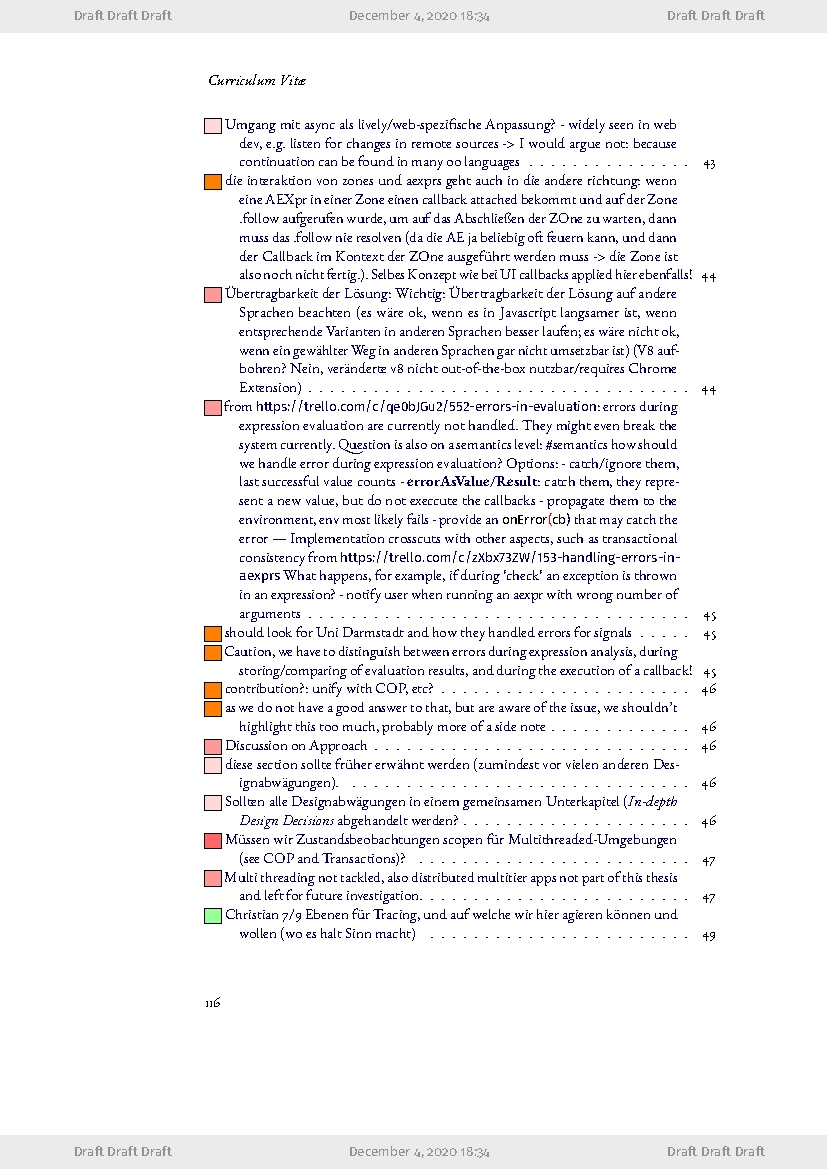 Draft Draft Draft December 4, 2020 18:34 Draft Draft Draft
Curriculum Vitæ
Umgang mit async als lively/web-spezifische Anpassung? - widely seen in web
dev, e.g. listen for changes in remote sources -> I would argue not: because
continuation can be found in many oo languages . . . . . . . . . . . . . . . 43
die interaktion von zones und aexprs geht auch in die andere richtung: wenn
eine AEXpr in einer Zone einen callback attached bekommt und auf der Zone
.follow aufgerufen wurde, um auf das Abschließen der ZOne zu warten, dann
muss das .follow nie resolven (da die AE ja beliebig oft feuern kann, und dann
der Callback im Kontext der ZOne ausgeführt werden muss -> die Zone ist
also noch nicht fertig.). Selbes Konzept wie bei UI callbacks applied hier ebenfalls! 44
Übertragbarkeit der Lösung: Wichtig: Übertragbarkeit der Lösung auf andere
Sprachen beachten (es wäre ok, wenn es in Javascript langsamer ist, wenn
entsprechende Varianten in anderen Sprachen besser laufen; es wäre nicht ok,
wenn ein gewählter Weg in anderen Sprachen gar nicht umsetzbar ist) (V8 auf-
bohren? Nein, veränderte v8 nicht out-of-the-box nutzbar/requires Chrome
Extension) . . . . . . . . . . . . . . . . . . . . . . . . . . . . . . . . . . . 44
from https://trello.com/c/qe0bJGu2/552-errors-in-evaluation: errors during
expression evaluation are currently not handled. They might even break the
system currently. Question is also on a semantics level: #semantics how should
we handle error during expression evaluation? Options: - catch/ignore them,
last successful value counts - errorAsValue/Result: catch them, they repre-
sent a new value, but do not execcute the callbacks - propagate them to the
environment, env most likely fails - provide an onError(cb) that may catch the
error — Implementation crosscuts with other aspects, such as transactional
consistency from https://trello.com/c/zXbx73ZW/153-handling-errors-in-
aexprs What happens, for example, if during ‘check‘ an exception is thrown
in an expression? - notify user when running an aexpr with wrong number of
arguments . . . . . . . . . . . . . . . . . . . . . . . . . . . . . . . . . . . 45
should look for Uni Darmstadt and how they handled errors for signals . . . . . 45
Caution, we have to distinguish between errors during expression analysis, during
storing/comparing of evaluation results, and during the execution of a callback! 45
contribution?: unify with COP, etc? . . . . . . . . . . . . . . . . . . . . . . . 46
as we do not have a good answer to that, but are aware of the issue, we shouldn’t
highlight this too much, probably more of a side note . . . . . . . . . . . . . 46
Discussion on Approach . . . . . . . . . . . . . . . . . . . . . . . . . . . . . 46
diese section sollte früher erwähnt werden (zumindest vor vielen anderen Des-
ignabwägungen). . . . . . . . . . . . . . . . . . . . . . . . . . . . . . . . 46
Sollten alle Designabwägungen in einem gemeinsamen Unterkapitel (In-depth
Design Decisions abgehandelt werden? . . . . . . . . . . . . . . . . . . . . . 46
Müssen wir Zustandsbeobachtungen scopen für Multithreaded-Umgebungen
(see COP and Transactions)? . . . . . . . . . . . . . . . . . . . . . . . . . 47
Multi threading not tackled, also distributed multitier apps not part of this thesis
and left for future investigation. . . . . . . . . . . . . . . . . . . . . . . . . 47
Christian 7/9 Ebenen für Tracing, und auf welche wir hier agieren können und
wollen (wo es halt Sinn macht) . . . . . . . . . . . . . . . . . . . . . . . . 49
116
Draft Draft Draft December 4, 2020 18:34 Draft Draft Draft